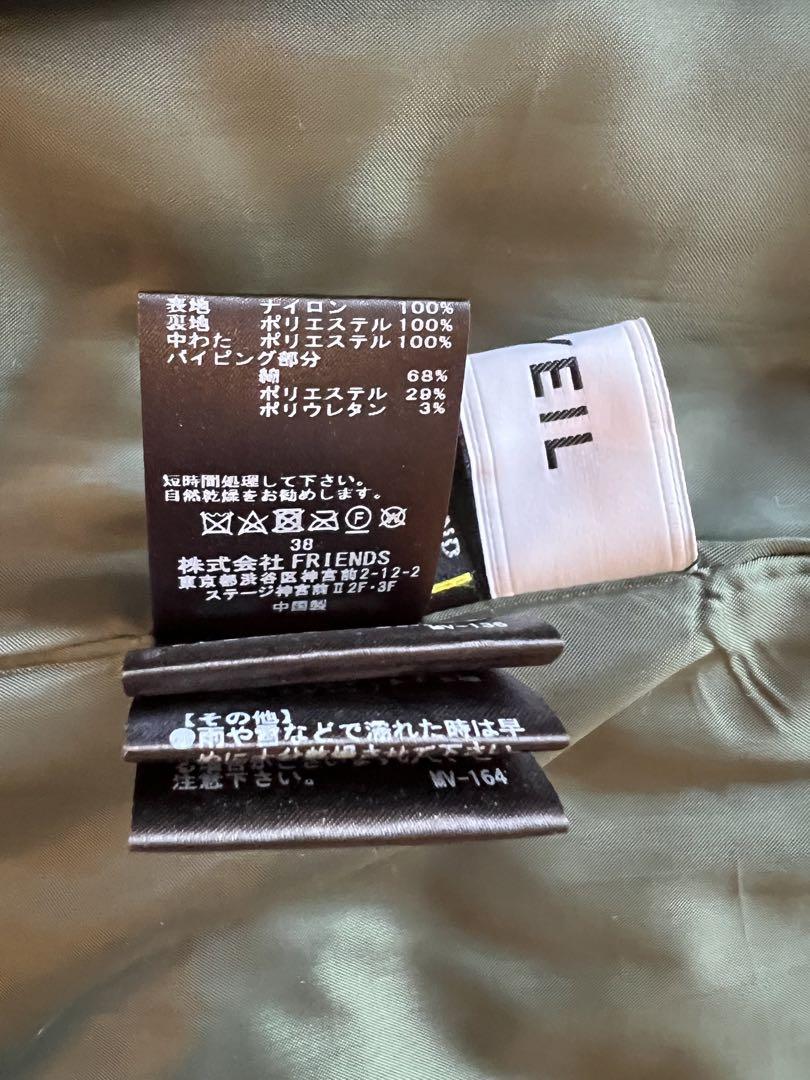 表地 ナイロン 100%
裏地 ポリエステル 100%
中わた ポリエステル 100%
パイピング部分
綿 68%
ポリエステル 29%
ポリウレタン 3%
短時間処理して下さい。
自然乾燥をお勧めします。
38
株式会社 FRIENDS
東京都渋谷区神宮前2-12-2
ステージ神宮前Ⅱ2F・3F
中国製
EIL
【その他】
●雨や雪などで濡れた時は早
注意下さい。 MV-164